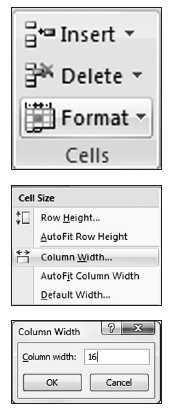 Insert
Delete
Format
Cells
Cell Size
Row Height...
AutoFit Row Height
Column Width...
AutoFit Column Width
Default Width...
Column Width
?
Column width: 16
OK Cancel